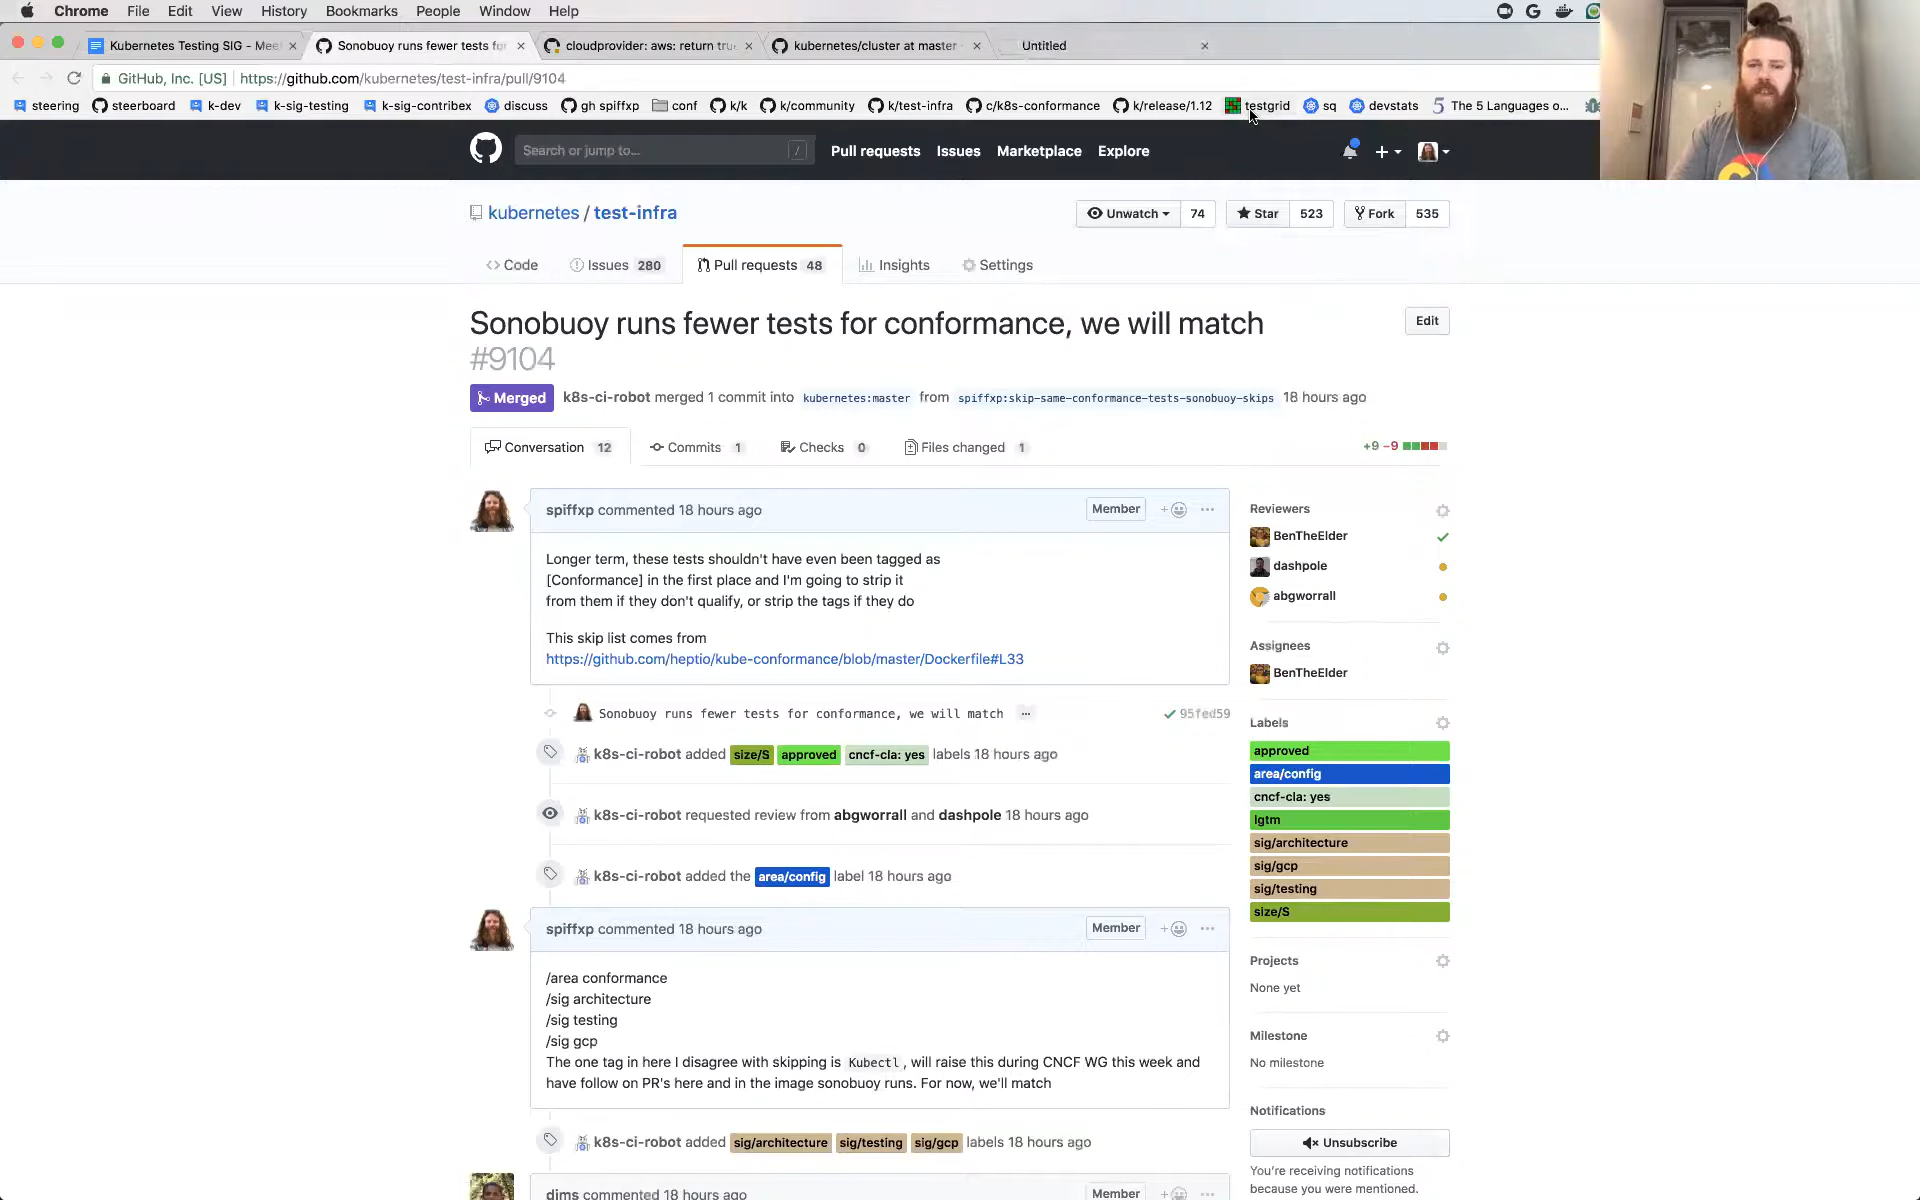 Chrome File Edit View History Bookmarks People Window Help
Kubernetes Testing SIG - Mee
Sonobuoy runs fewer tests fo
cloudprovider: aws: return tru
kubernetes/cluster at master
Untitled
GitHub, Inc. [US] https://github.com/kubernetes/test-infra/pull/9104
steering steerboard k-dev k-sig-testing k-sig-contribex discuss gh spiffxp conf k/k k/community k/test-infra c/k8s-conformance k/release/1.12 testgrid sq devstats The 5 Languages o...
Search or jump to... / Pull requests Issues Marketplace Explore
kubernetes / test-infra
Unwatch 74 Star 523 Fork 535
Code Issues 280 Pull requests 48 Insights Settings
Sonobuoy runs fewer tests for conformance, we will match
#9104
Edit
Merged k8s-ci-robot merged 1 commit into kubernetes:master from spiffxp:skip-same-conformance-tests-sonobuoy-skips 18 hours ago
Conversation 12 Commits 1 Checks 0 Files changed 1 +9 −9
spiffxp commented 18 hours ago Member
Longer term, these tests shouldn't have even been tagged as
[Conformance] in the first place and I'm going to strip it
from them if they don't qualify, or strip the tags if they do
This skip list comes from
https://github.com/heptio/kube-conformance/blob/master/Dockerfile#L33
Sonobuoy runs fewer tests for conformance, we will match ... 95fed59
k8s-ci-robot added size/S approved cncf-cla: yes labels 18 hours ago
k8s-ci-robot requested review from abgworrall and dashpole 18 hours ago
k8s-ci-robot added the area/config label 18 hours ago
spiffxp commented 18 hours ago Member
/area conformance
/sig architecture
/sig testing
/sig gcp
The one tag in here I disagree with skipping is Kubectl, will raise this during CNCF WG this week and
have follow on PR's here and in the image sonobuoy runs. For now, we'll match
k8s-ci-robot added sig/architecture sig/testing sig/gcp labels 18 hours ago
dims commented 18 hours ago Member
Reviewers
BenTheElder
dashpole
abgworrall
Assignees
BenTheElder
Labels
approved
area/config
cncf-cla: yes
lgtm
sig/architecture
sig/gcp
sig/testing
size/S
Projects
None yet
Milestone
No milestone
Notifications
Unsubscribe
You're receiving notifications
because you were mentioned.